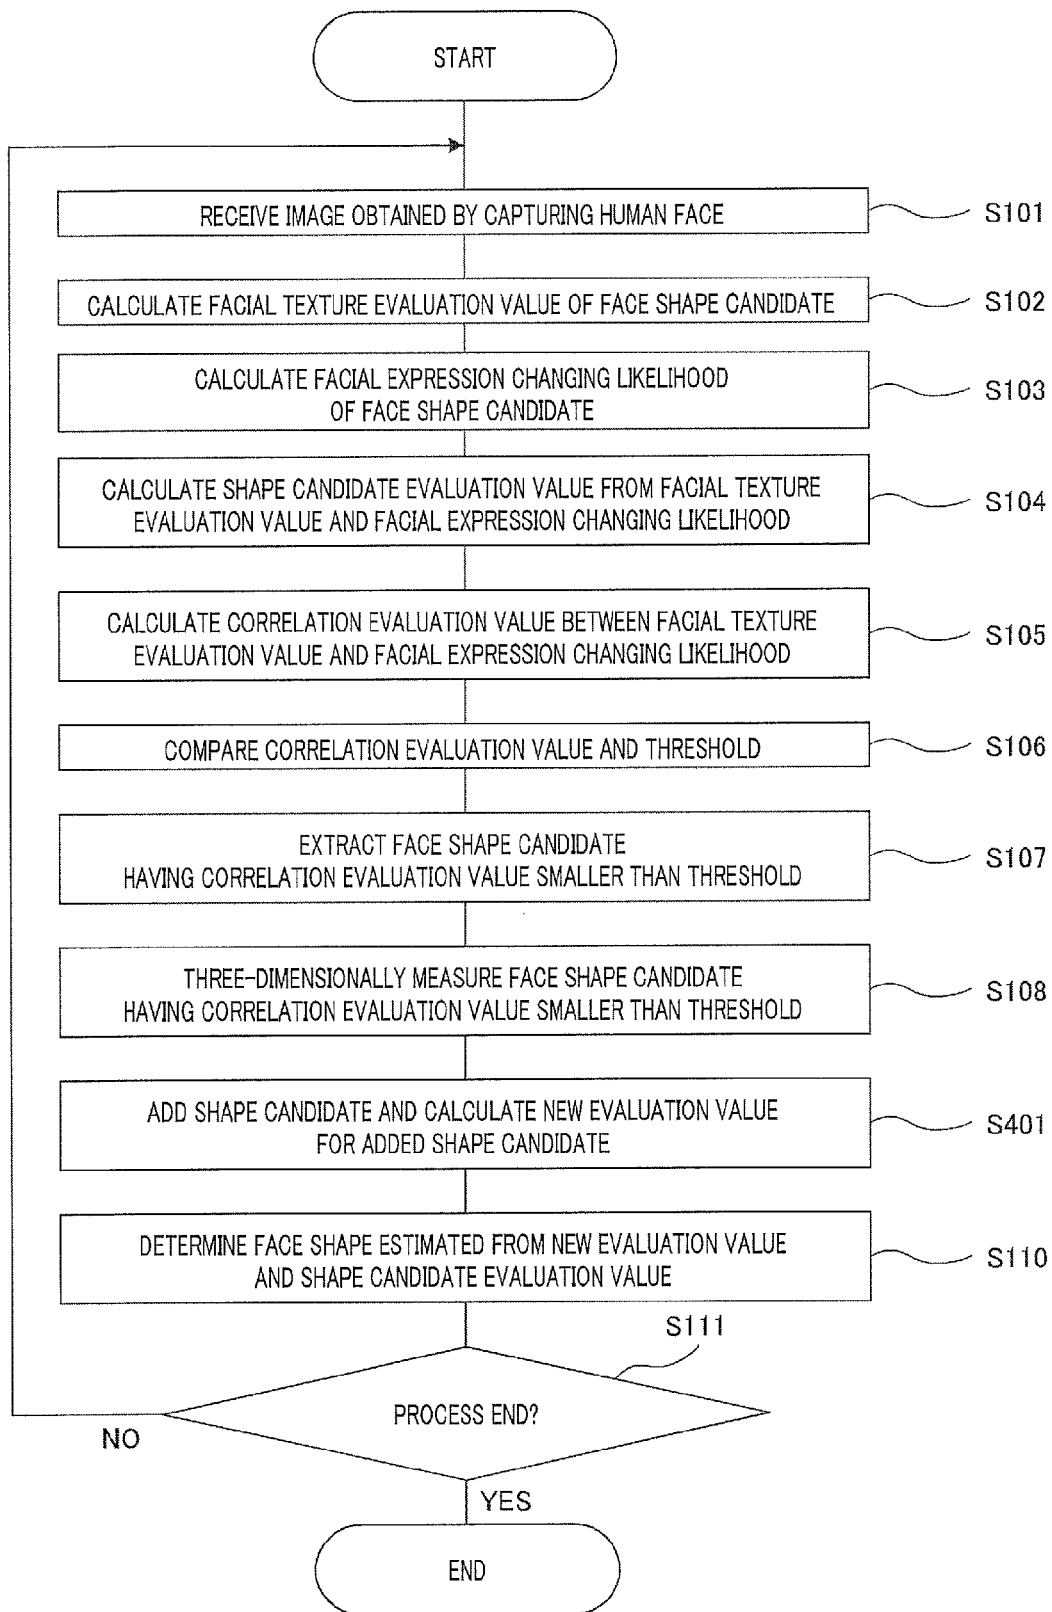 START
RECEIVE IMAGE OBTAINED BY CAPTURING HUMAN FACE
S101
CALCULATE FACIAL TEXTURE EVALUATION VALUE OF FACE SHAPE CANDIDATE
S102
CALCULATE FACIAL EXPRESSION CHANGING LIKELIHOOD
OF FACE SHAPE CANDIDATE
S103
CALCULATE SHAPE CANDIDATE EVALUATION VALUE FROM FACIAL TEXTURE
EVALUATION VALUE AND FACIAL EXPRESSION CHANGING LIKELIHOOD
S104
CALCULATE CORRELATION EVALUATION VALUE BETWEEN FACIAL TEXTURE
EVALUATION VALUE AND FACIAL EXPRESSION CHANGING LIKELIHOOD
S105
COMPARE CORRELATION EVALUATION VALUE AND THRESHOLD
S106
EXTRACT FACE SHAPE CANDIDATE
HAVING CORRELATION EVALUATION VALUE SMALLER THAN THRESHOLD
S107
THREE-DIMENSIONALLY MEASURE FACE SHAPE CANDIDATE
HAVING CORRELATION EVALUATION VALUE SMALLER THAN THRESHOLD
S108
ADD SHAPE CANDIDATE AND CALCULATE NEW EVALUATION VALUE
FOR ADDED SHAPE CANDIDATE
S401
DETERMINE FACE SHAPE ESTIMATED FROM NEW EVALUATION VALUE
AND SHAPE CANDIDATE EVALUATION VALUE
S110
S111
PROCESS END?
NO
YES
END